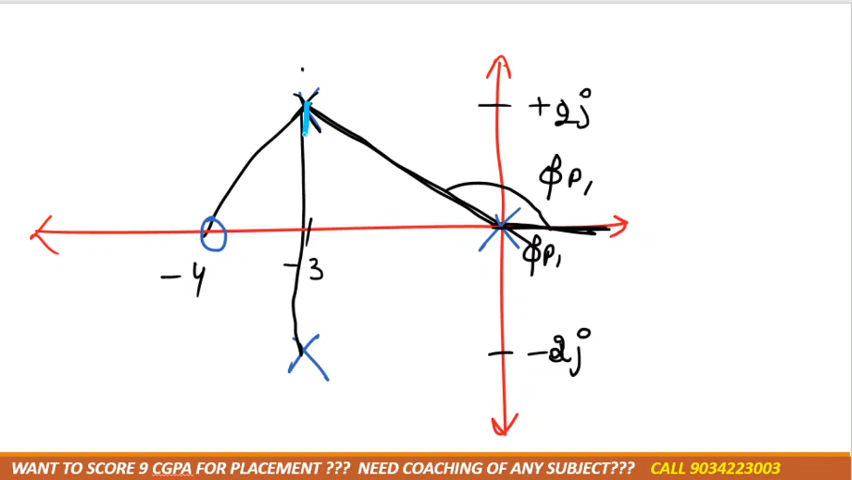 +2j
φP1
-4
-3
φP1
-2j
WANT TO SCORE 9 CGPA FOR PLACEMENT ??? NEED COACHING OF ANY SUBJECT??? CALL 9034223003